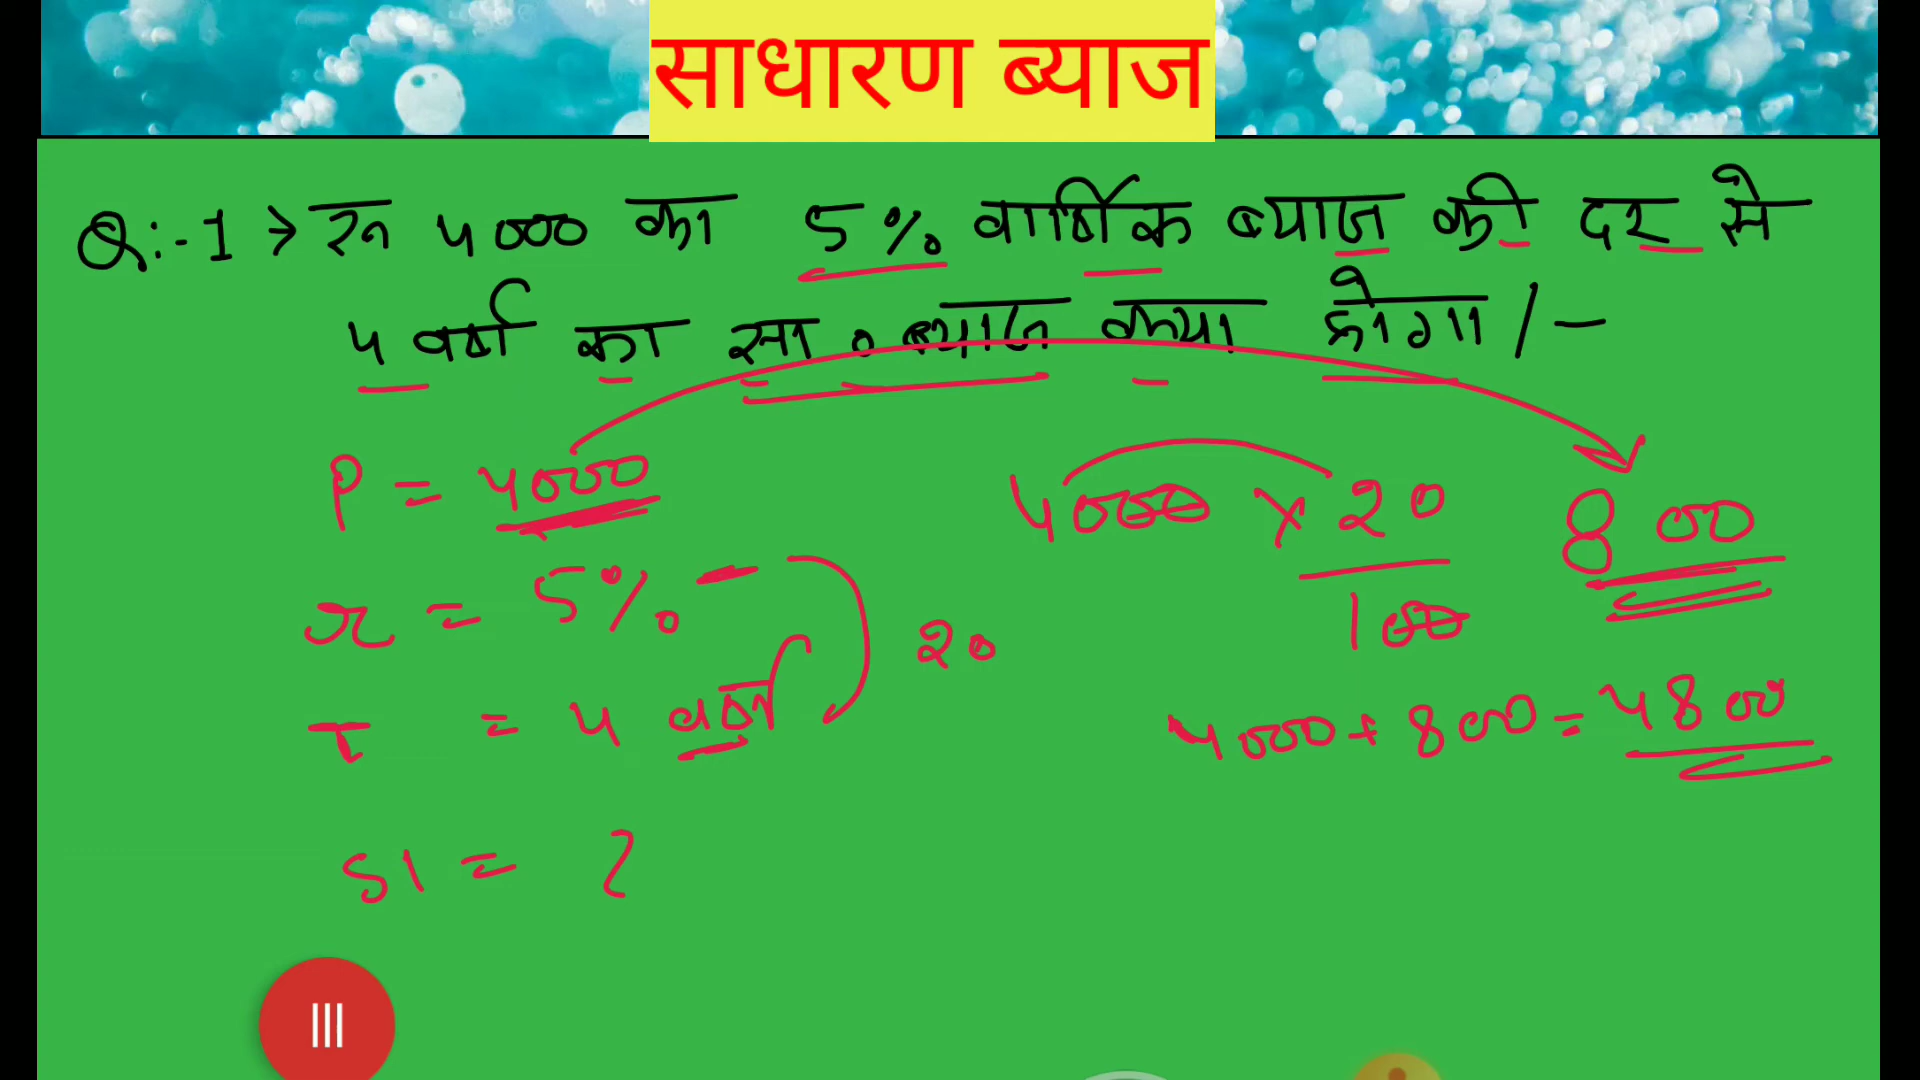 साधारण ब्याज
Q:-1 → रु 4000 का 5% वार्षिक ब्याज की दर से
4 वर्ष का सा० ब्याज क्या होगा / -
P = 4000
r = 5%
T = 4 वर्ष
20
SI = ?
4000 × 20
100
800
4000 + 800 = 4800